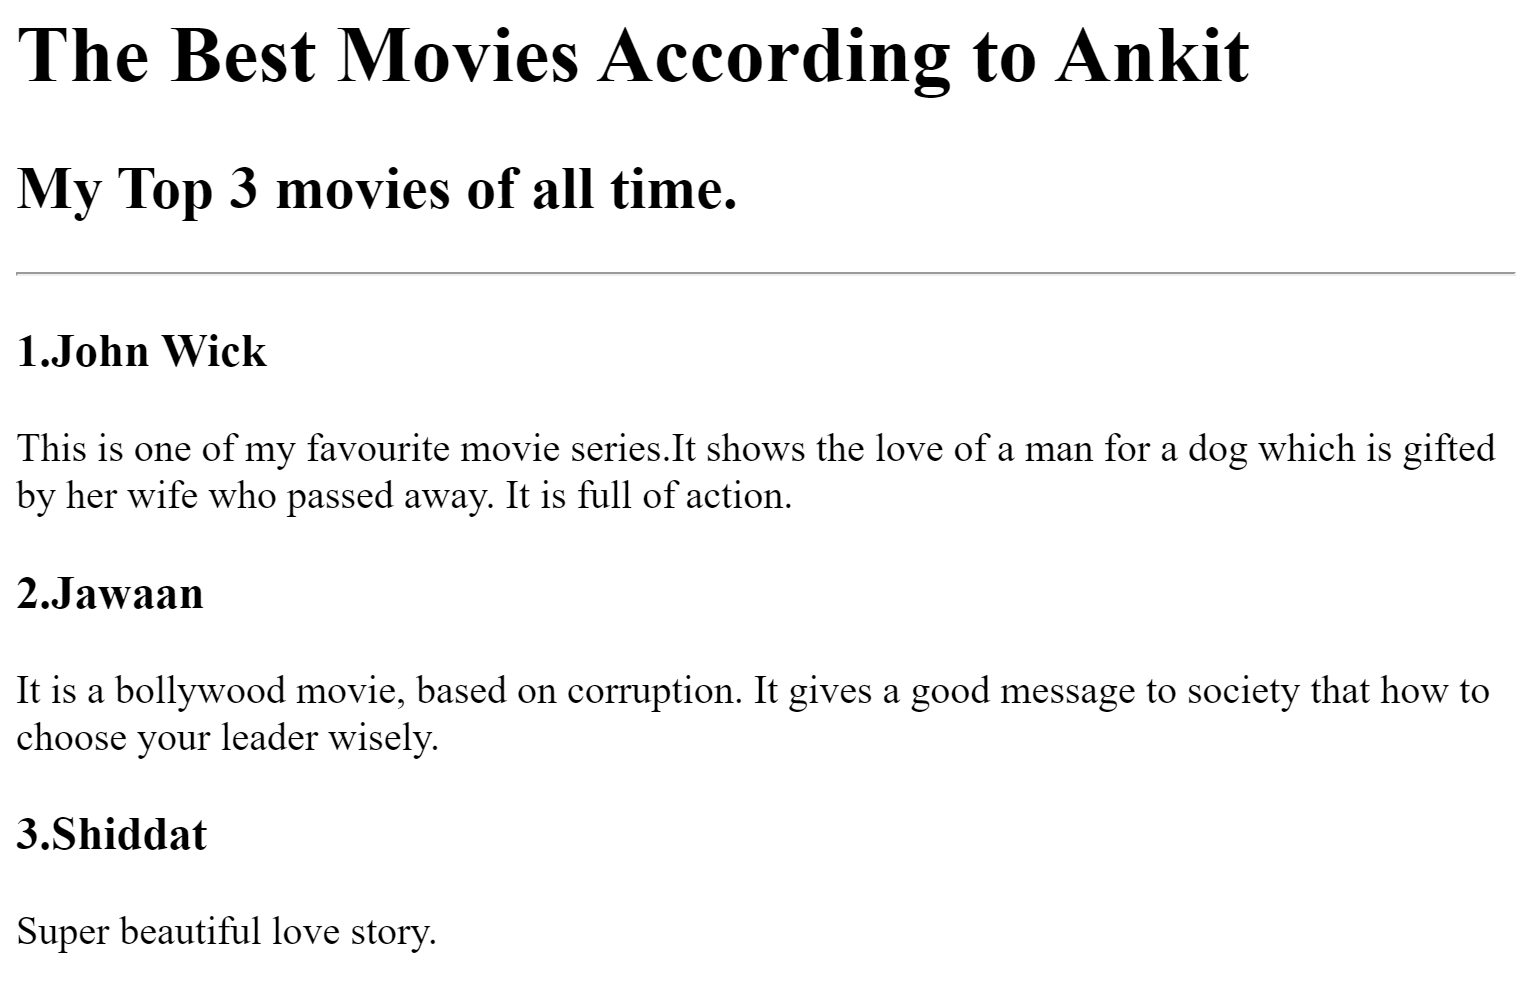 The Best Movies According to Ankit
My Top 3 movies of all time.
1.John Wick
This is one of my favourite movie series.It shows the love of a man for a dog which is gifted
by her wife who passed away. It is full of action.
2.Jawaan
It is a bollywood movie, based on corruption. It gives a good message to society that how to
choose your leader wisely.
3.Shiddat
Super beautiful love story.